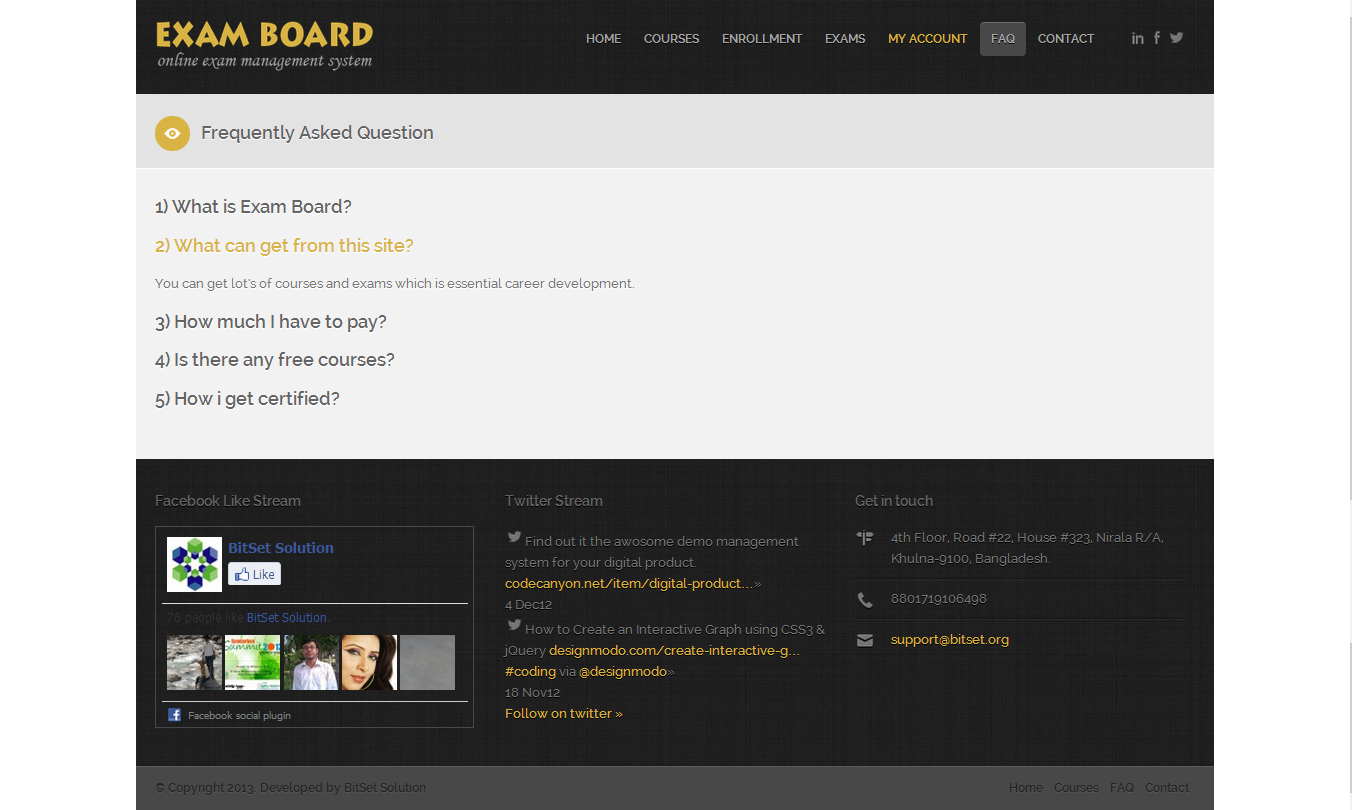 EXAM BOARD
online exam management system
HOME COURSES ENROLLMENT EXAMS MY ACCOUNT FAQ CONTACT
Frequently Asked Question
1) What is Exam Board?
2) What can get from this site?
You can get lot's of courses and exams which is essential career development.
3) How much I have to pay?
4) Is there any free courses?
5) How i get certified?
Facebook Like Stream
BitSet Solution
Like
76 people like BitSet Solution.
Facebook social plugin
Twitter Stream
Find out it the awosome demo management
system for your digital product.
codecanyon.net/item/digital-product…»
4 Dec12
How to Create an Interactive Graph using CSS3 &
jQuery designmodo.com/create-interactive-g…
#coding via @designmodo»
18 Nov12
Follow on twitter »
Get in touch
4th Floor, Road #22, House #323, Nirala R/A,
Khulna-9100, Bangladesh.
8801719106498
support@bitset.org
© Copyright 2013. Developed by BitSet Solution
Home Courses FAQ Contact